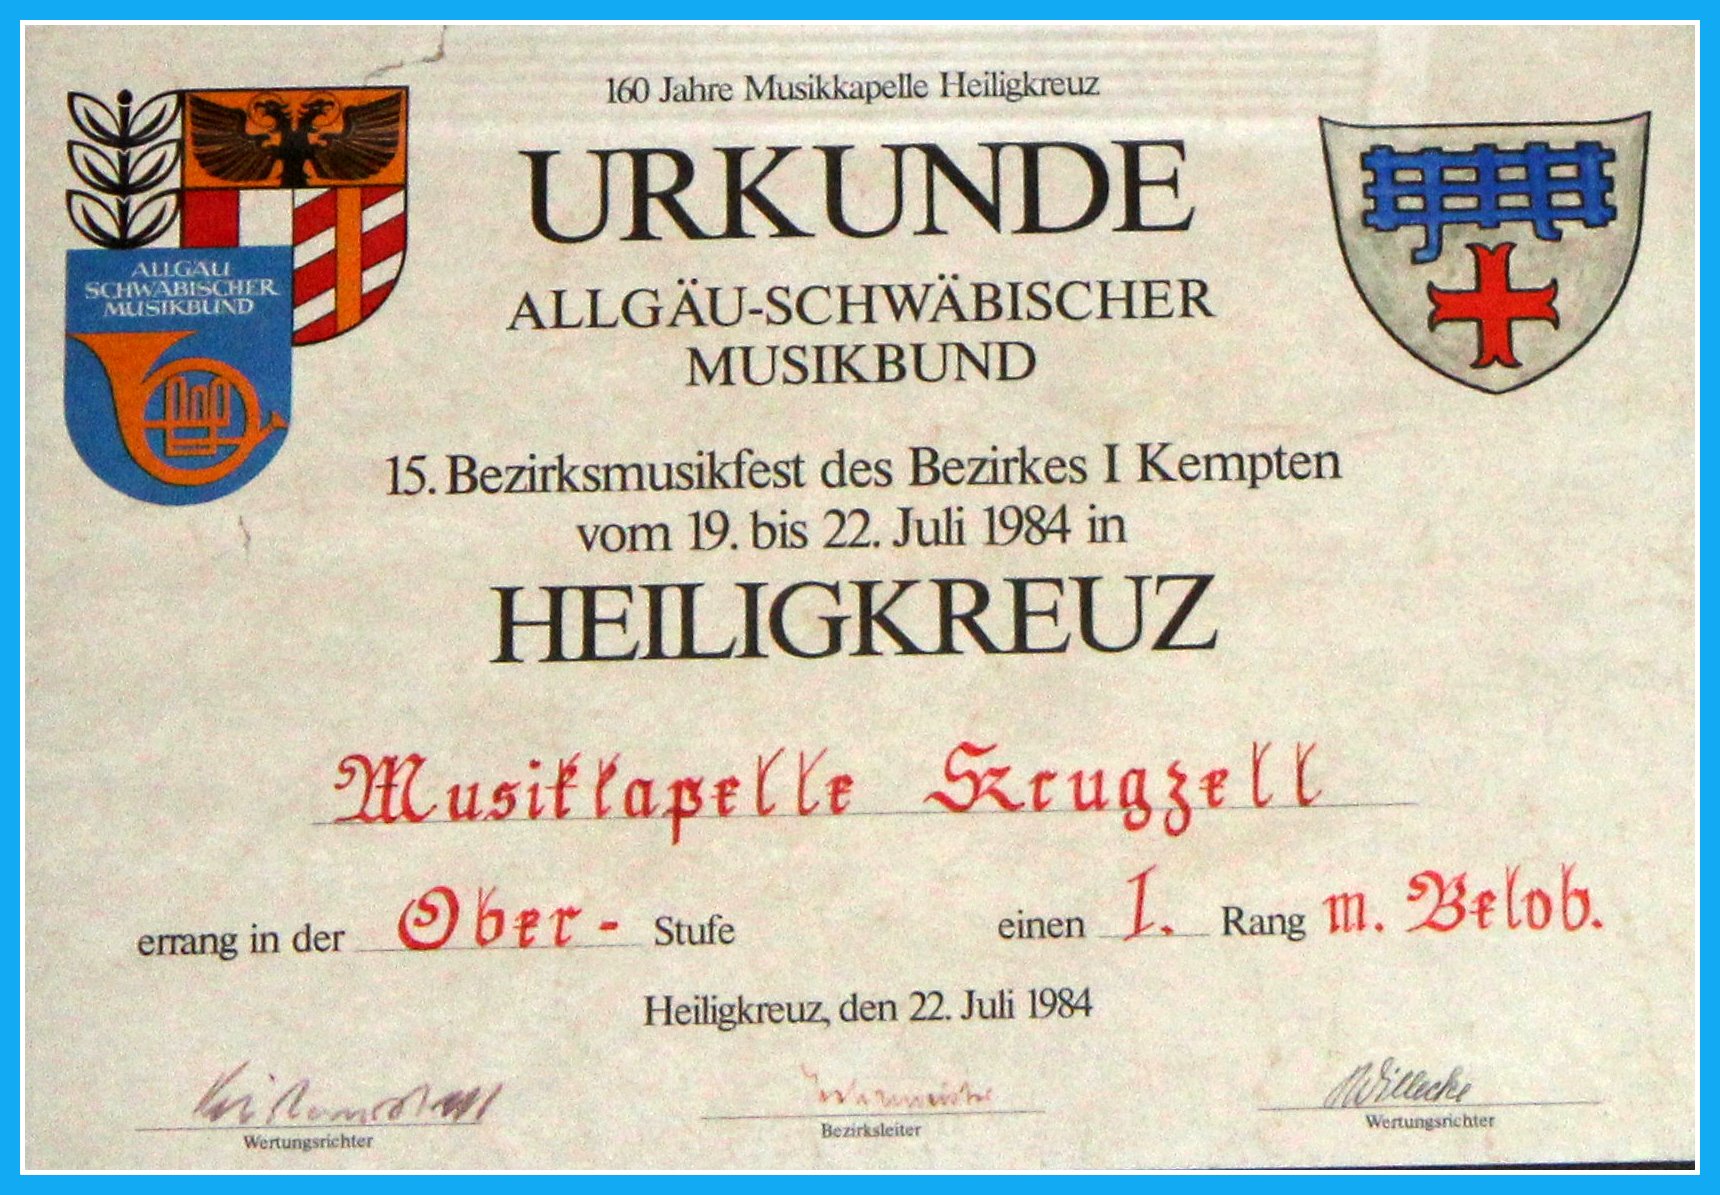 160 Jahre Musikkapelle Heiligkreuz
URKUNDE
ALLGÄU
SCHWÄBISCHER
MUSIKBUND
ALLGÄU-SCHWÄBISCHER
MUSIKBUND
15. Bezirksmusikfest des Bezirkes I Kempten
vom 19. bis 22. Juli 1984 in
HEILIGKREUZ
Musikkapelle Krugzell
errang in der Ober- Stufe einen I. Rang m. Belob.
Heiligkreuz, den 22. Juli 1984
Willecke
Wertungsrichter Bezirksleiter Wertungsrichter